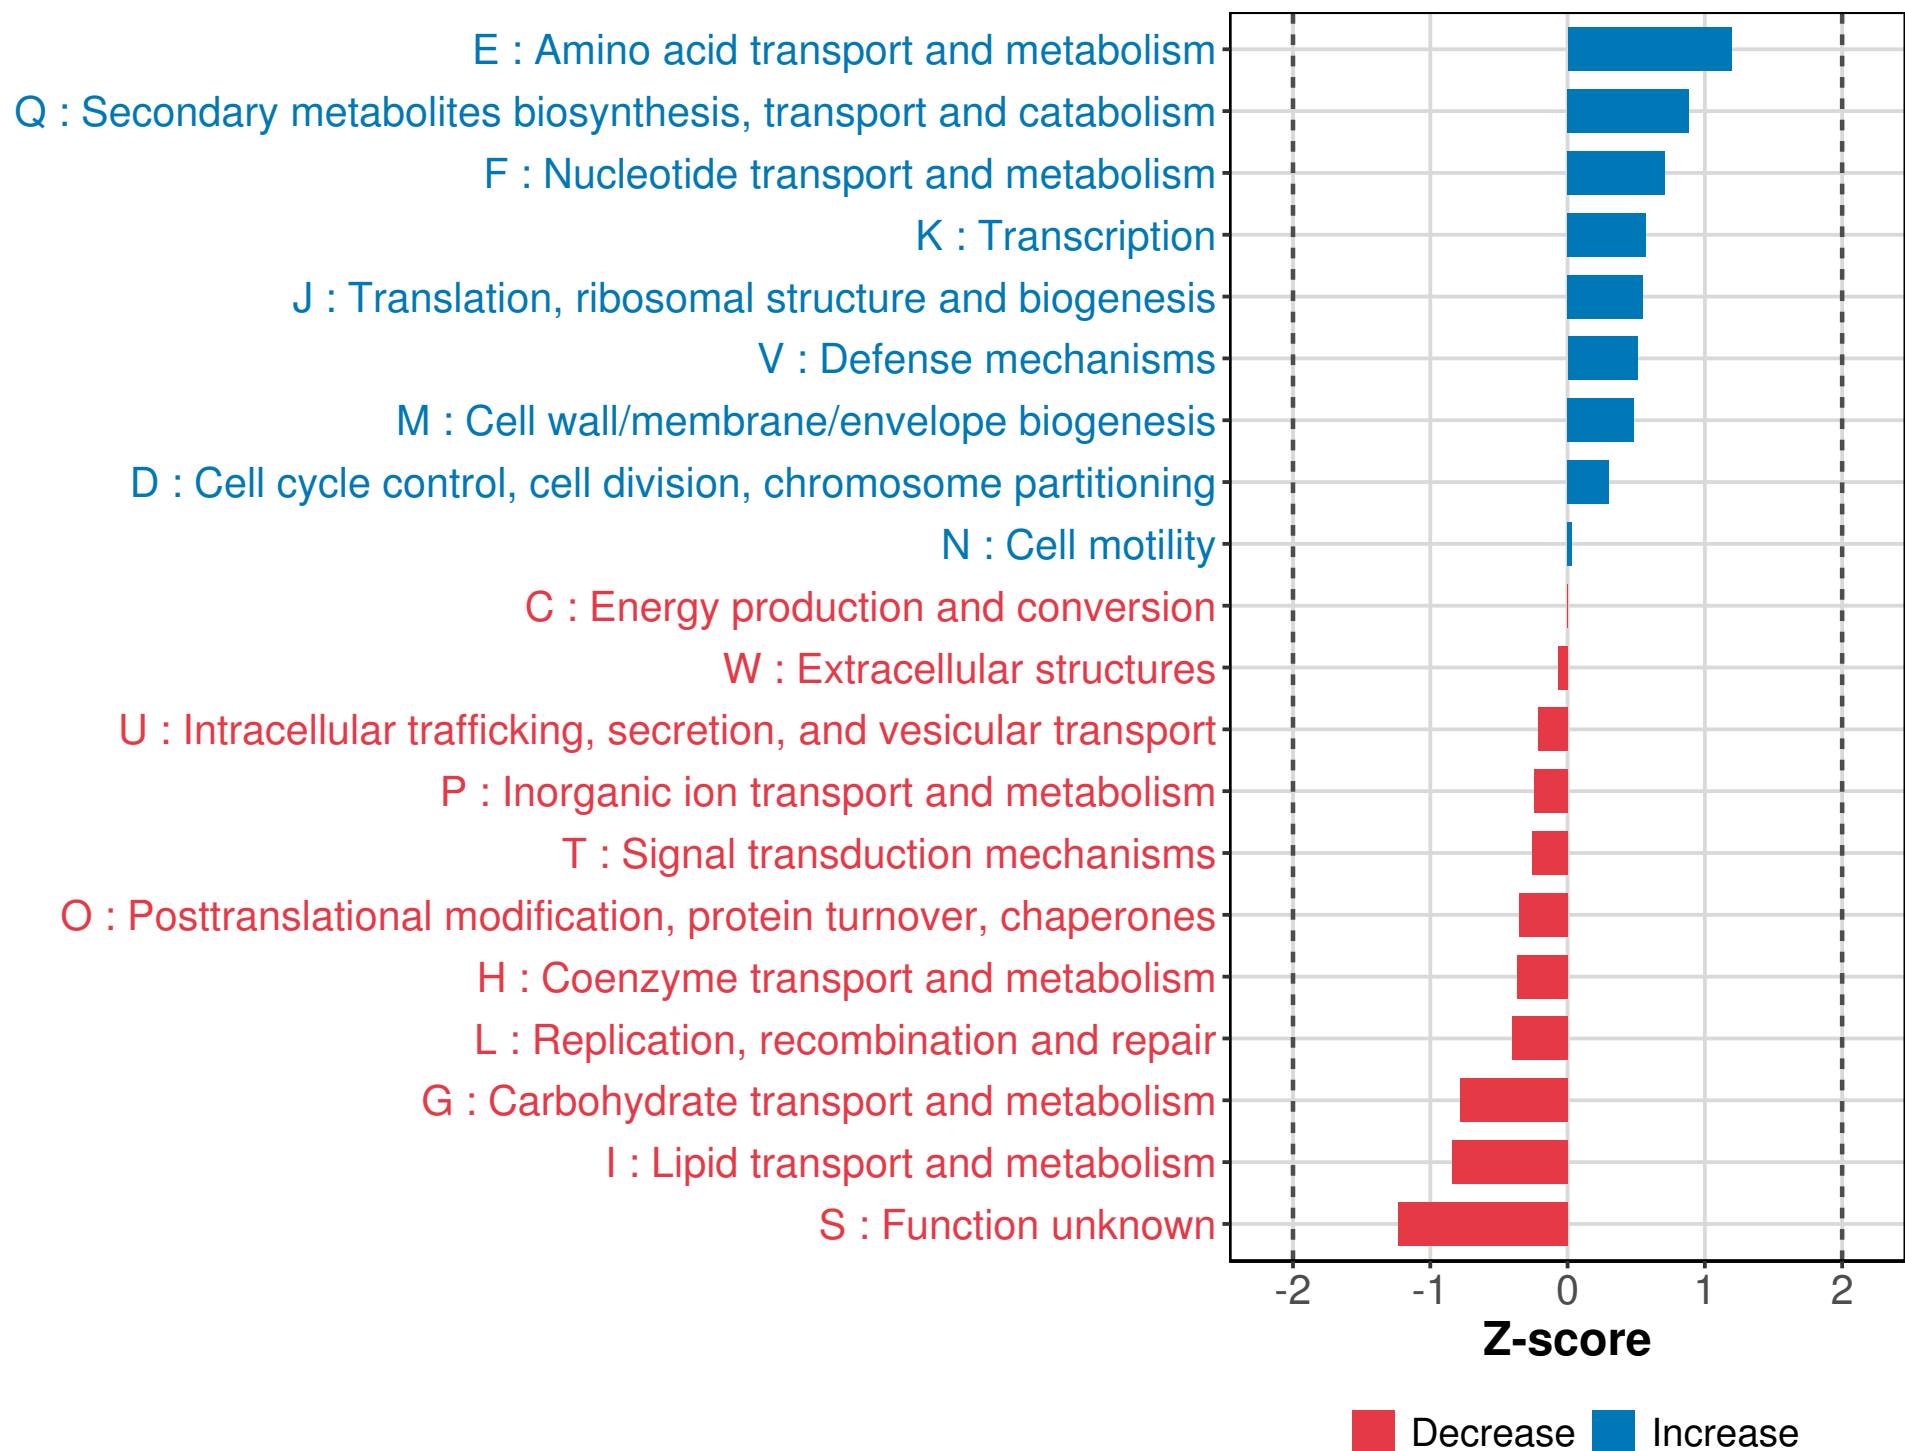 E : Amino acid transport and metabolism
Q : Secondary metabolites biosynthesis, transport and catabolism
F : Nucleotide transport and metabolism
K : Transcription
J : Translation, ribosomal structure and biogenesis
V : Defense mechanisms
M : Cell wall/membrane/envelope biogenesis
D : Cell cycle control, cell division, chromosome partitioning
N : Cell motility
C : Energy production and conversion
W : Extracellular structures
U : Intracellular trafficking, secretion, and vesicular transport
P : Inorganic ion transport and metabolism
T : Signal transduction mechanisms
O : Posttranslational modification, protein turnover, chaperones
H : Coenzyme transport and metabolism
L : Replication, recombination and repair
G : Carbohydrate transport and metabolism
I : Lipid transport and metabolism
S : Function unknown
-2 -1 0 1 2
Z-score
Decrease Increase